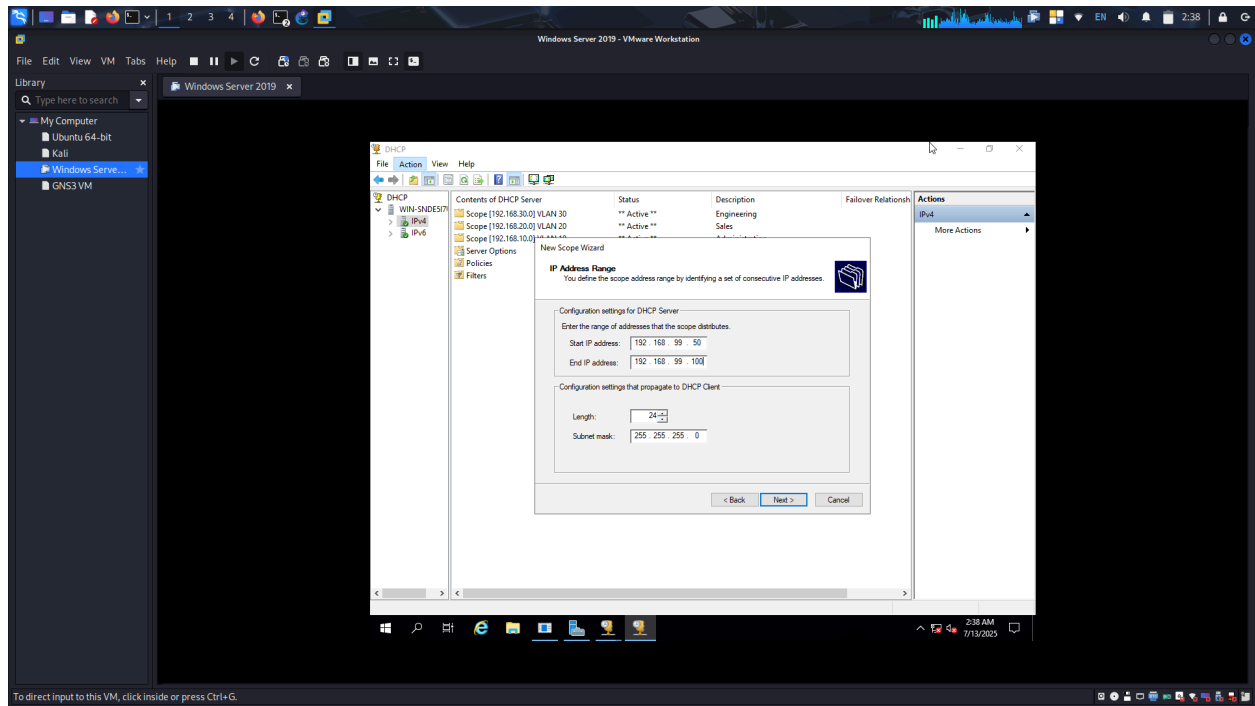 1 2 3 4
EN 2:38
Windows Server 2019 - VMware Workstation
File Edit View VM Tabs Help
Library ×
Windows Server 2019 ×
Type here to search
My Computer
Ubuntu 64-bit
Kali
Windows Serve...
GNS3 VM
DHCP
File Action View Help
DHCP
WIN-SNDE5I7
IPv4
IPv6
Contents of DHCP Server Status Description Failover Relationsh
Scope [192.168.30.0] VLAN 30 ** Active ** Engineering
Scope [192.168.20.0] VLAN 20 ** Active ** Sales
Scope [192.168.10.0]
Server Options
Policies
Filters
Actions
IPv4
More Actions
New Scope Wizard
IP Address Range
You define the scope address range by identifying a set of consecutive IP addresses.
Configuration settings for DHCP Server
Enter the range of addresses that the scope distributes.
Start IP address: 192 . 168 . 99 . 50
End IP address: 192 . 168 . 99 . 100
Configuration settings that propagate to DHCP Client
Length: 24
Subnet mask: 255 . 255 . 255 . 0
< Back Next > Cancel
2:38 AM
7/13/2025
To direct input to this VM, click inside or press Ctrl+G.